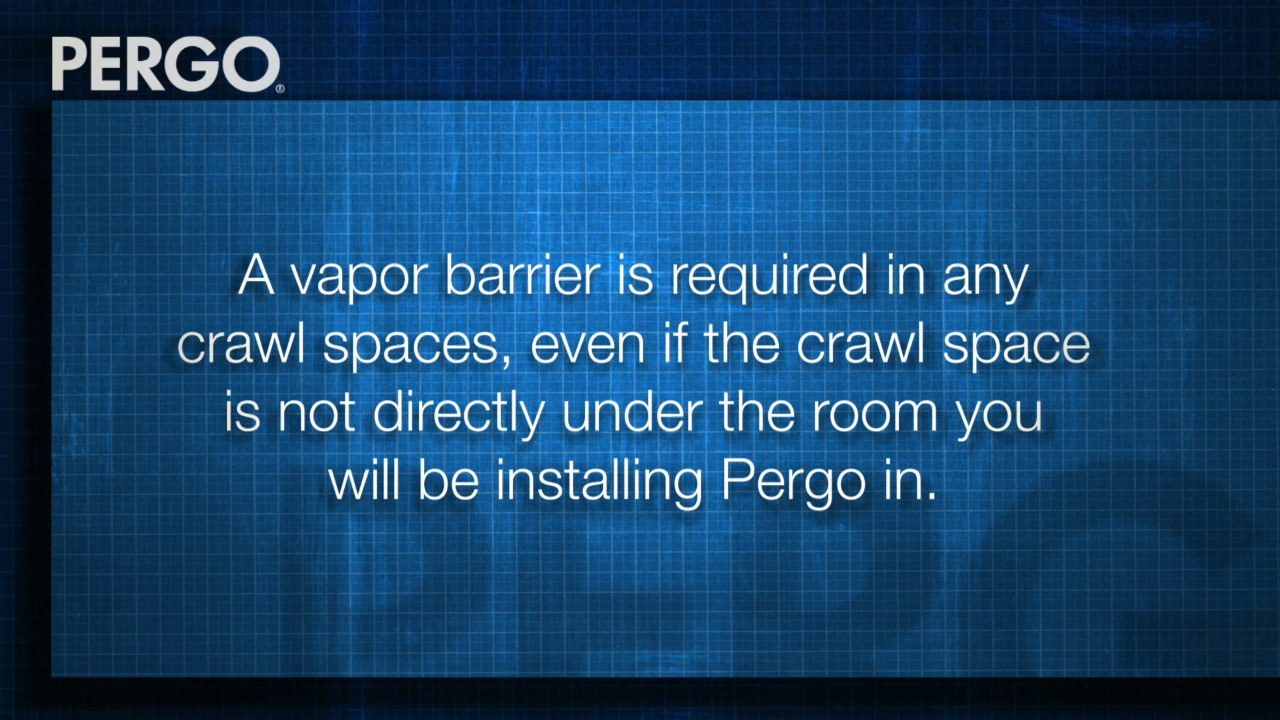 PERGO®
A vapor barrier is required in any
crawl spaces, even if the crawl space
is not directly under the room you
will be installing Pergo in.